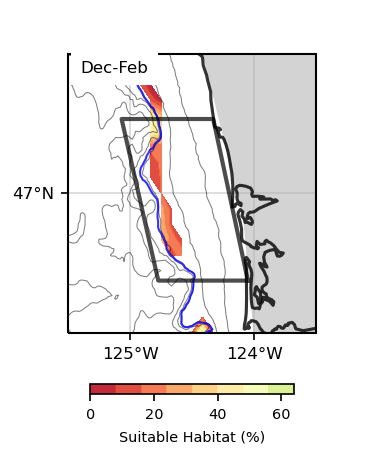 Dec-Feb
47°N
125°W 124°W
0 20 40 60
Suitable Habitat (%)